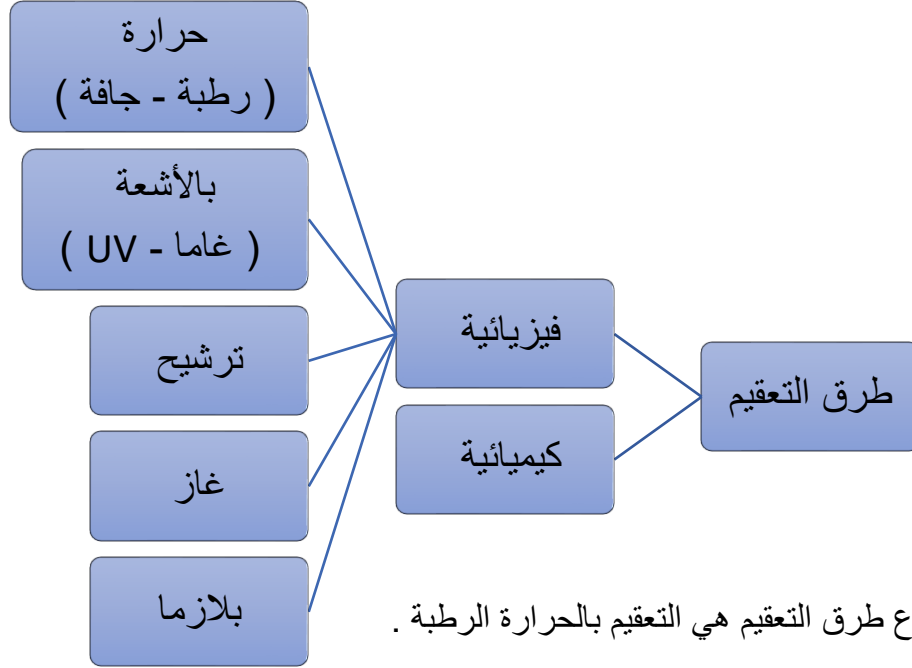 طرق التعقيم
فيزيائية
كيميائية
حرارة
( رطبة - جافة )
بالأشعة
( غاما - UV )
ترشيح
غاز
بلازما
طرق التعقيم هي التعقيم بالحرارة الرطبة .